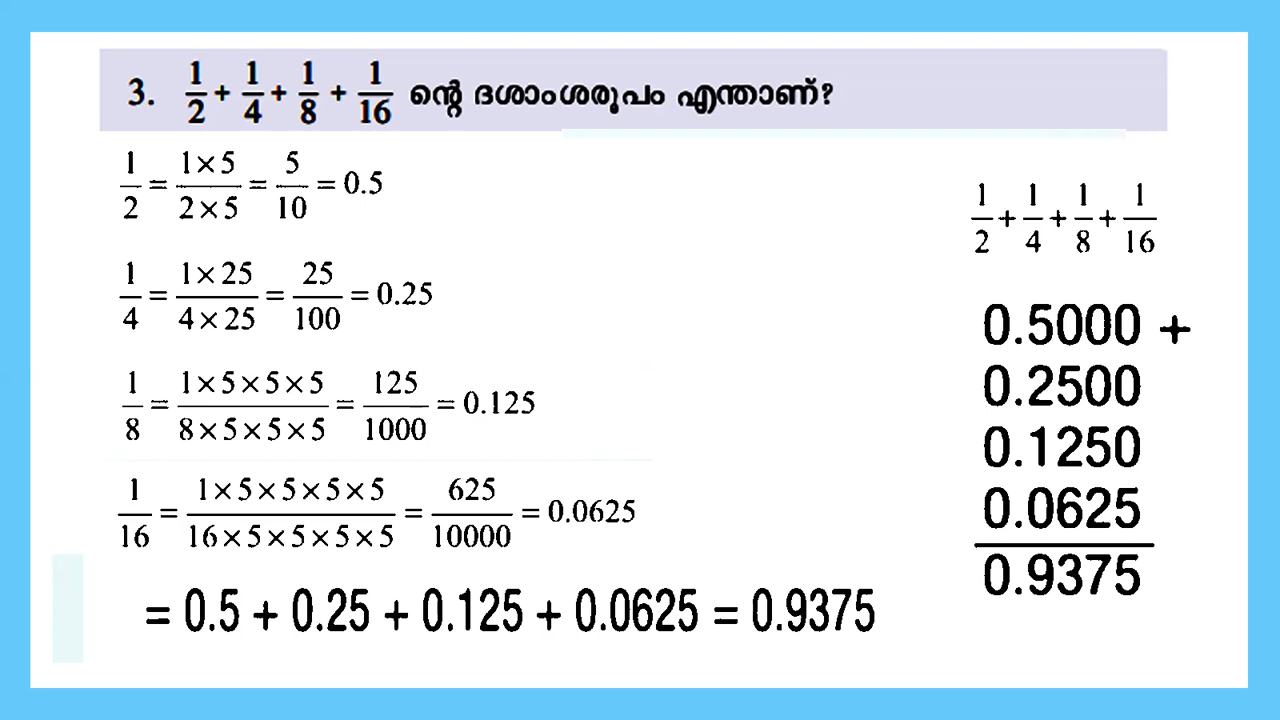 3. 1/2 + 1/4 + 1/8 + 1/16 ന്റെ ദശാംശരൂപം എന്താണ്?
1/2 = 1×5/2×5 = 5/10 = 0.5
1/4 = 1×25/4×25 = 25/100 = 0.25
1/8 = 1×5×5×5/8×5×5×5 = 125/1000 = 0.125
1/16 = 1×5×5×5×5/16×5×5×5×5 = 625/10000 = 0.0625
= 0.5 + 0.25 + 0.125 + 0.0625 = 0.9375
1/2 + 1/4 + 1/8 + 1/16
0.5000 +
0.2500
0.1250
0.0625
0.9375